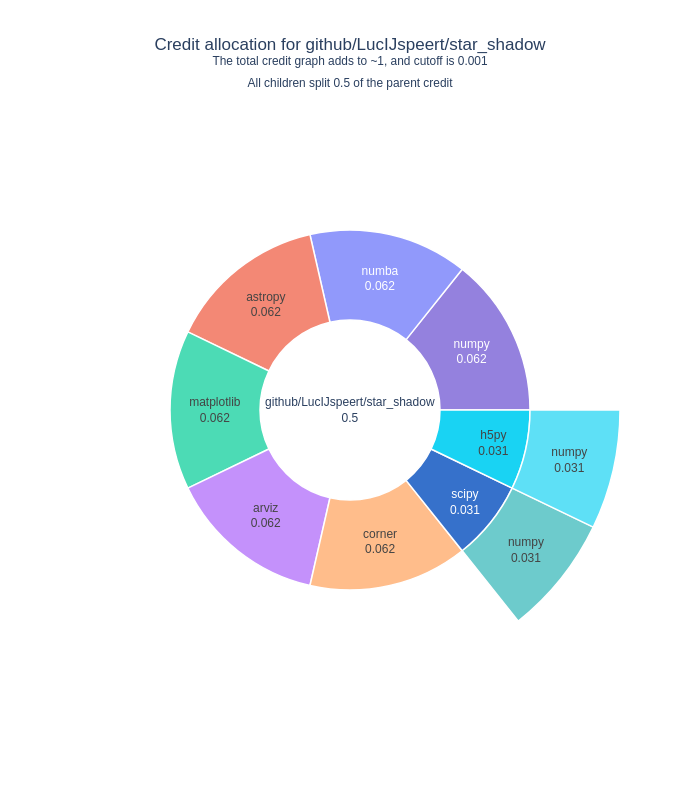 Credit allocation for github/LucIJspeert/star_shadow
The total credit graph adds to ~1, and cutoff is 0.001
All children split 0.5 of the parent credit
numba
0.062
astropy
0.062
numpy
0.062
matplotlib
0.062
github/LucIJspeert/star_shadow
0.5
h5py
0.031
numpy
0.031
scipy
0.031
arviz
0.062
corner
0.062
numpy
0.031